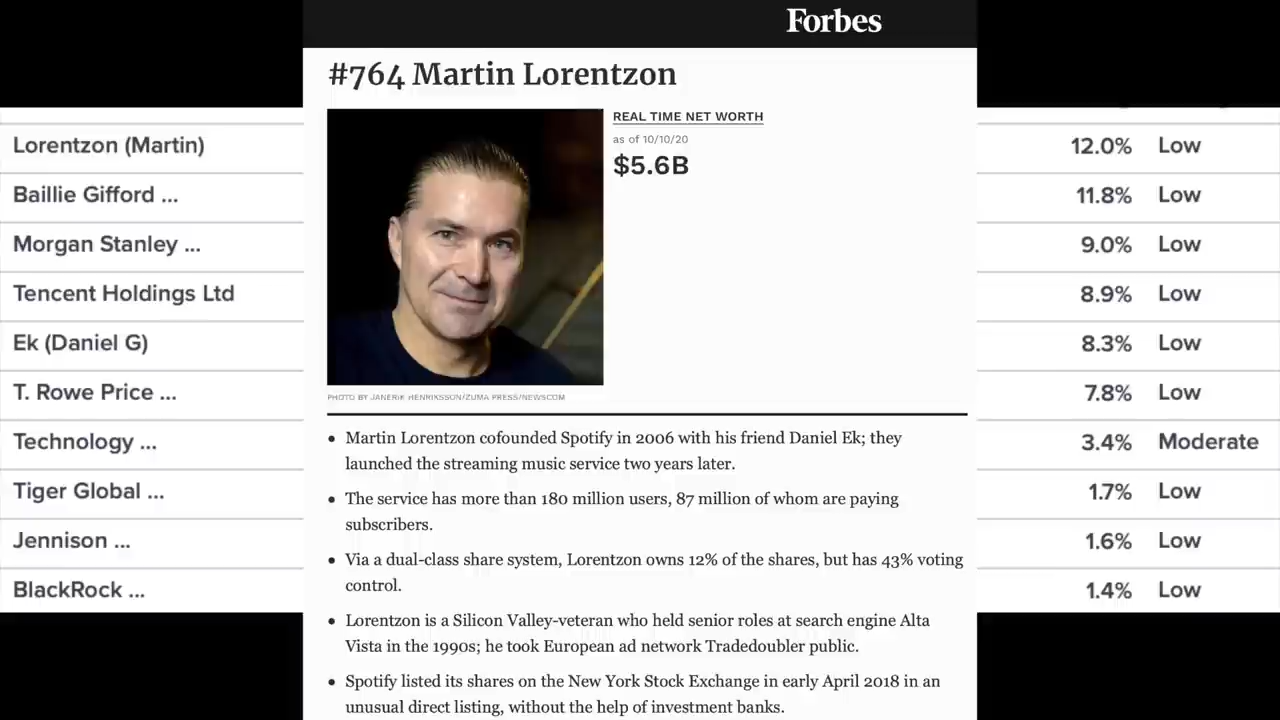 Forbes
#764 Martin Lorentzon
REAL TIME NET WORTH
as of 10/10/20
$5.6B
PHOTO BY JANERIK HENRIKSSON/ZUMA PRESS/NEWSCOM
• Martin Lorentzon cofounded Spotify in 2006 with his friend Daniel Ek; they
launched the streaming music service two years later.
• The service has more than 180 million users, 87 million of whom are paying
subscribers.
• Via a dual-class share system, Lorentzon owns 12% of the shares, but has 43% voting
control.
• Lorentzon is a Silicon Valley-veteran who held senior roles at search engine Alta
Vista in the 1990s; he took European ad network Tradedoubler public.
• Spotify listed its shares on the New York Stock Exchange in early April 2018 in an
unusual direct listing, without the help of investment banks.
Lorentzon (Martin) 12.0% Low
Baillie Gifford ... 11.8% Low
Morgan Stanley ... 9.0% Low
Tencent Holdings Ltd 8.9% Low
Ek (Daniel G) 8.3% Low
T. Rowe Price ... 7.8% Low
Technology ... 3.4% Moderate
Tiger Global ... 1.7% Low
Jennison ... 1.6% Low
BlackRock ... 1.4% Low